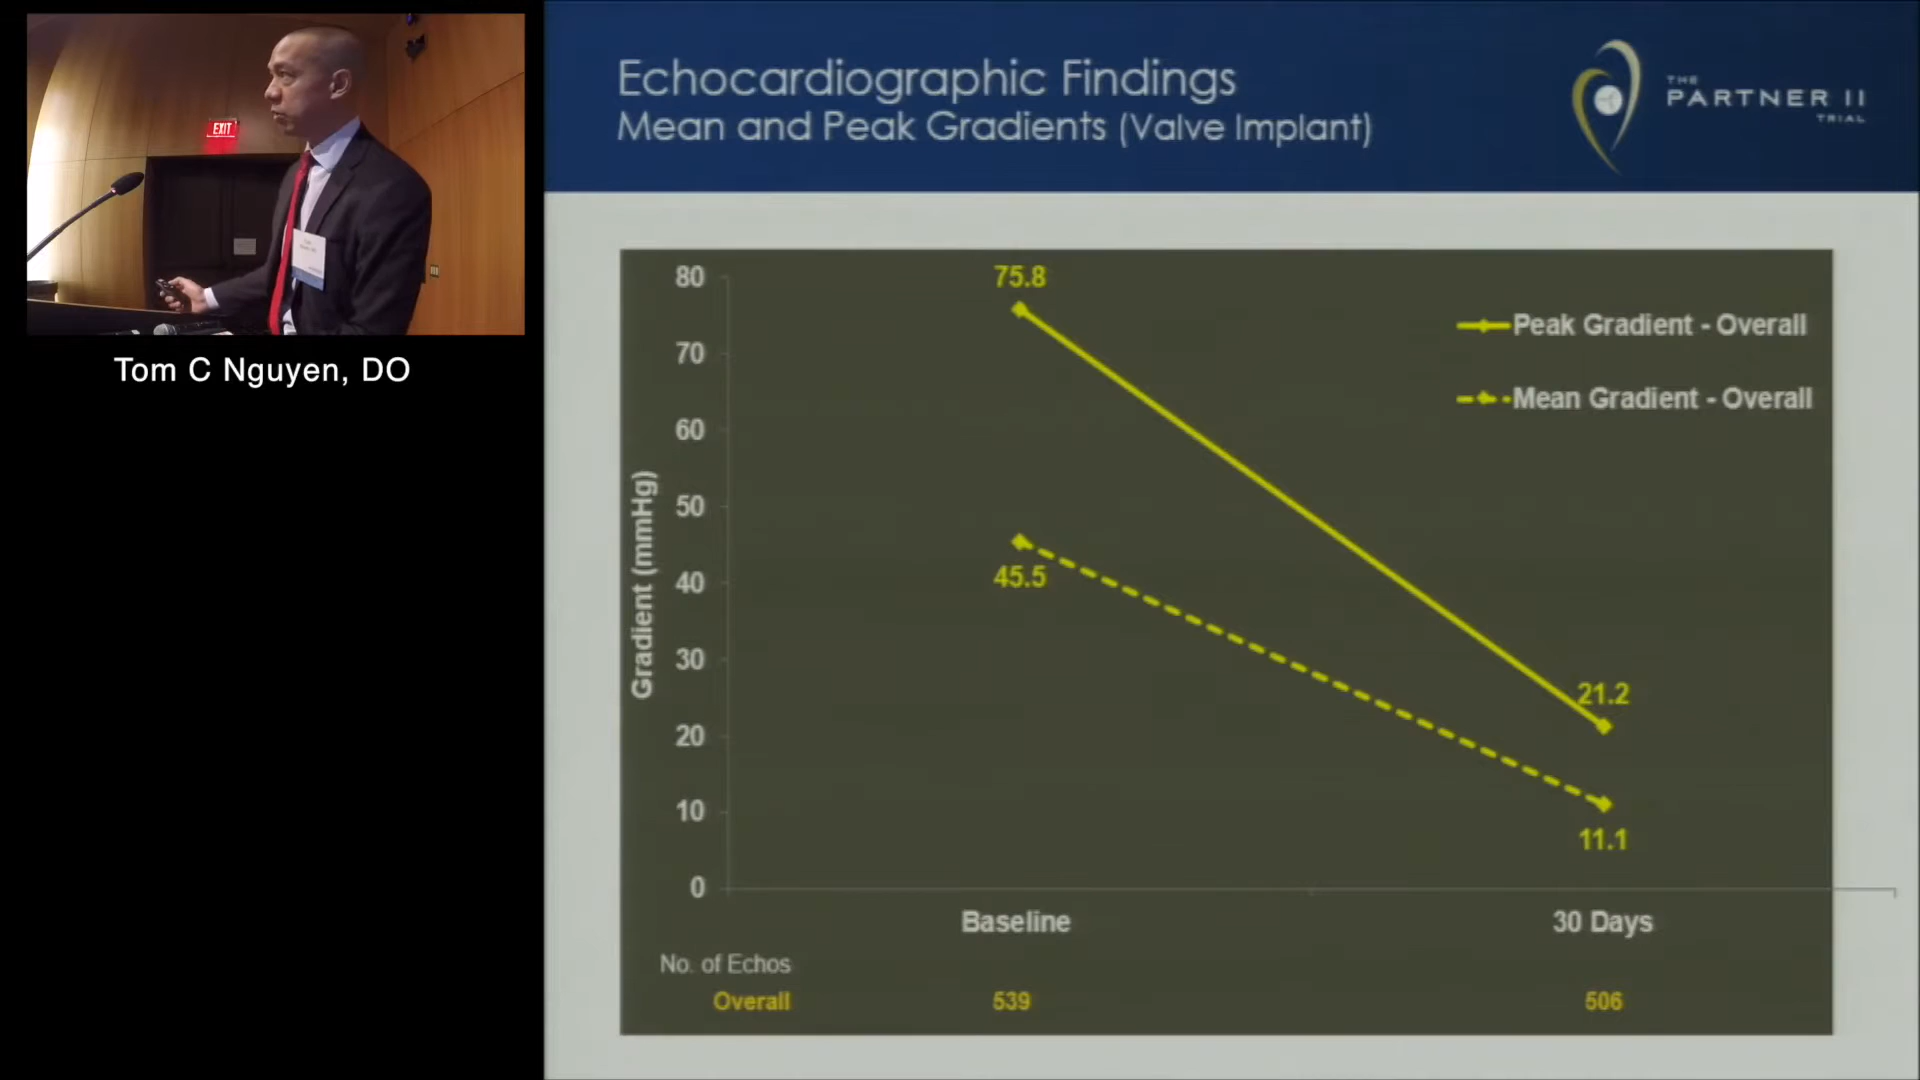 EXIT
Tom C Nguyen, DO
Echocardiographic Findings
Mean and Peak Gradients (Valve Implant)
THE
PARTNER II
TRIAL
Peak Gradient - Overall
Mean Gradient - Overall
Gradient (mmHg)
80
70
60
50
40
30
20
10
0
75.8
45.5
21.2
11.1
Baseline
30 Days
No. of Echos
Overall
539
506